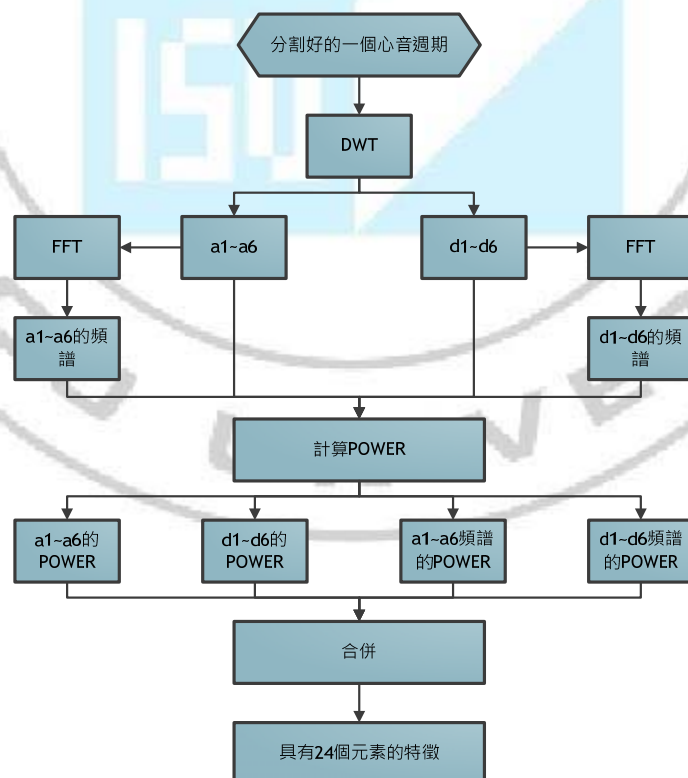 分割好的一個心音週期
DWT
FFT
a1~a6
d1~d6
FFT
a1~a6的頻
譜
d1~d6的頻
譜
計算POWER
a1~a6的
POWER
d1~d6的
POWER
a1~a6頻譜
的POWER
d1~d6頻譜
的POWER
合併
具有24個元素的特徵